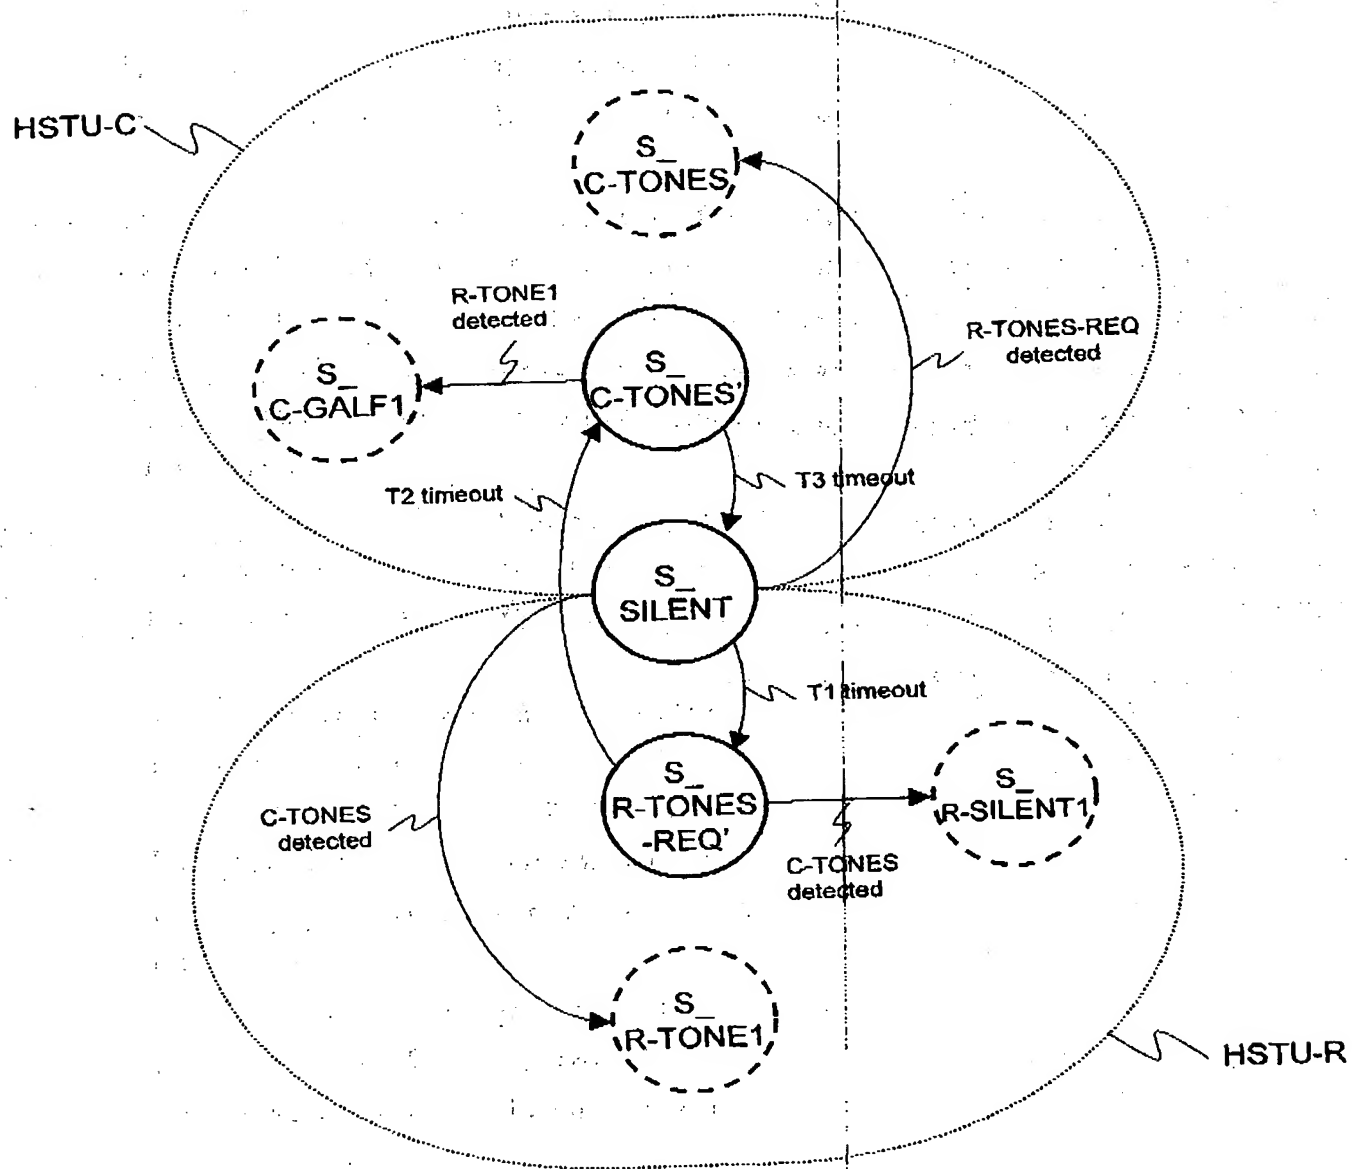 HSTU-C
S_
C-TONES
R-TONE1
detected
S_
C-GALF1
S_
C-TONES'
R-TONES-REQ
detected
T2 timeout
T3 timeout
S_
SILENT
T1 timeout
C-TONES
detected
S_
R-TONES
-REQ'
S_
R-SILENT1
C-TONES
detected
S_
R-TONE1
HSTU-R